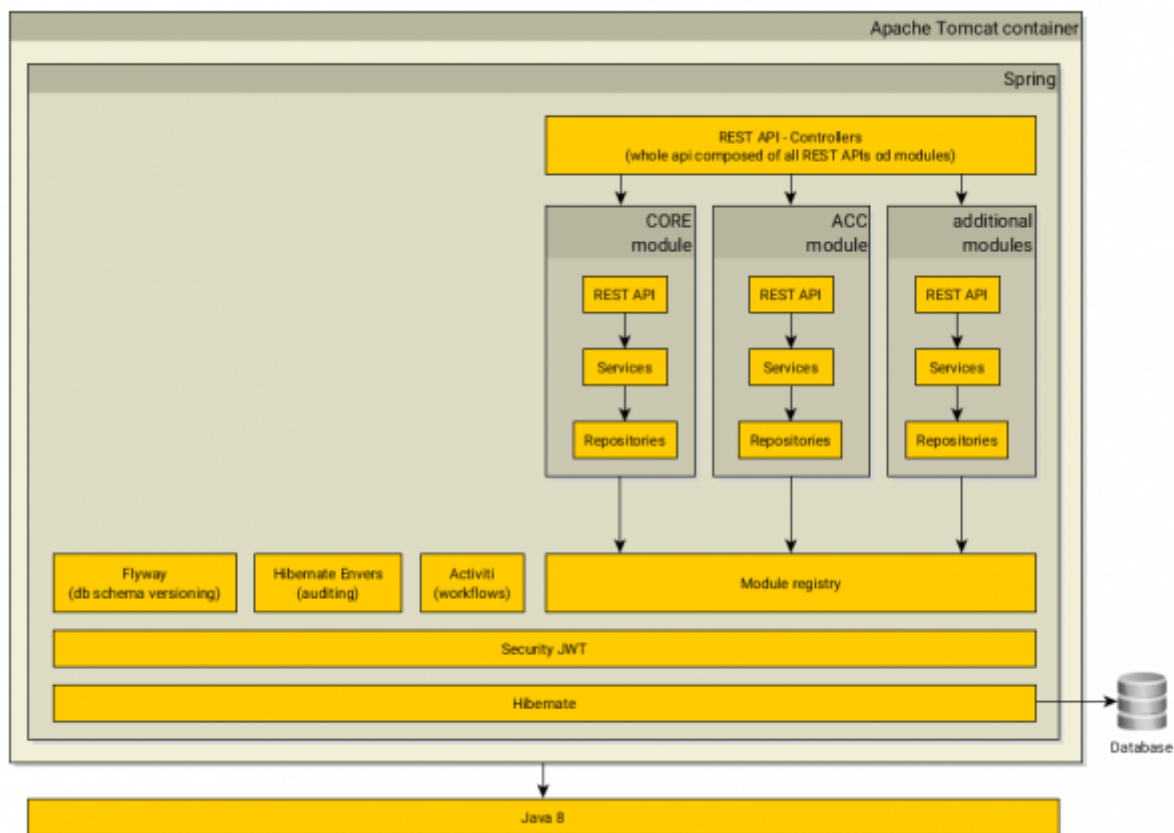 Apache Tomcat container
Spring
REST API - Controllers
(whole api composed of all REST APIs od modules)
CORE
module
ACC
module
additional
modules
REST API
REST API
REST API
Services
Services
Services
Repositories
Repositories
Repositories
Flyway
(db schema versioning)
Hibernate Envers
(auditing)
Activiti
(workflows)
Module registry
Security JWT
Hibernate
Database
Java 8